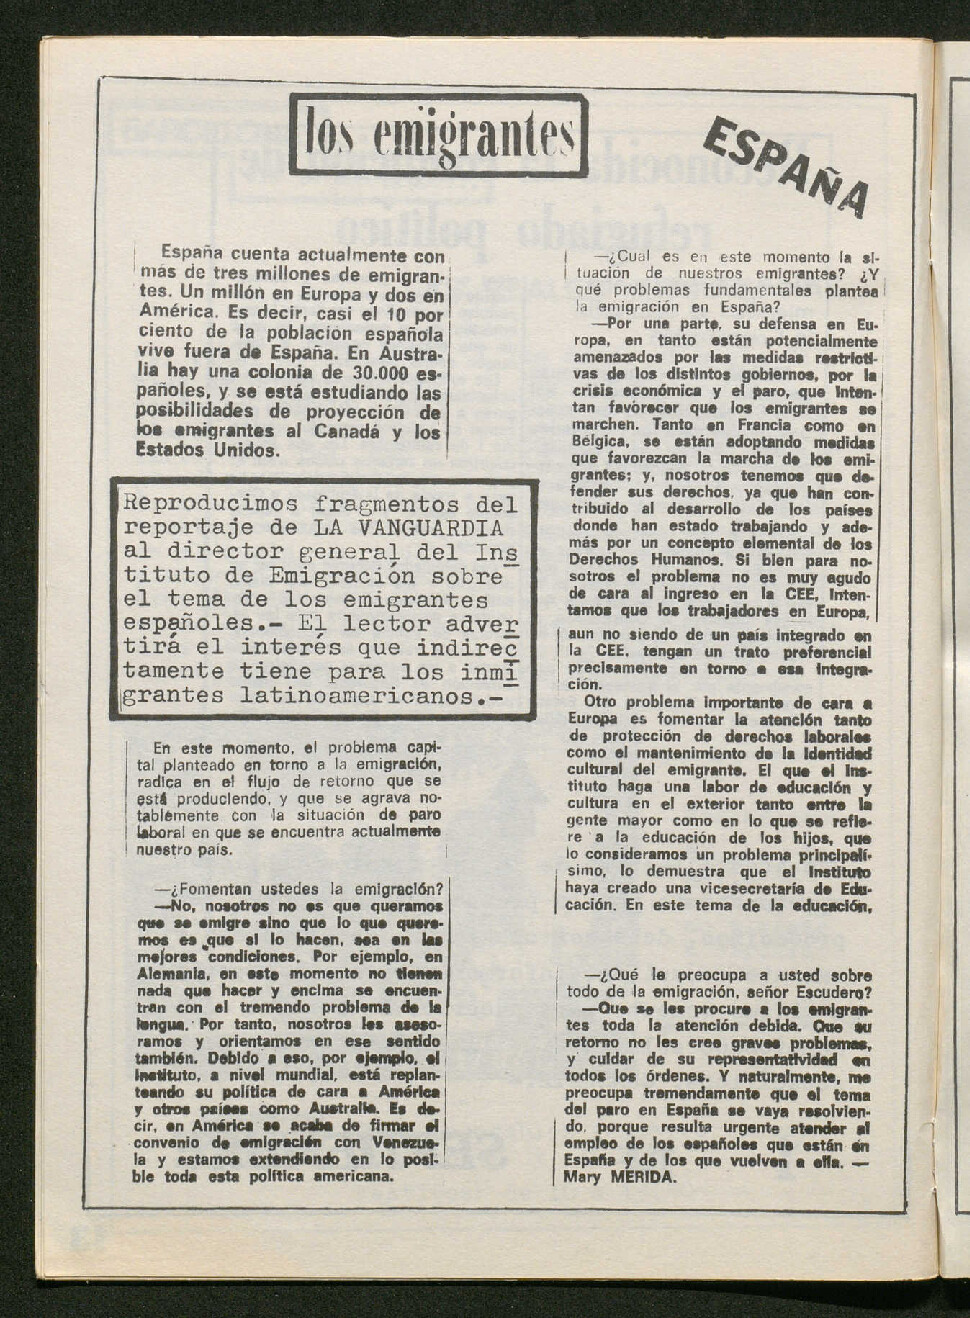 los emigrantes
ESPAÑA
España cuenta actualmente con
más de tres millones de emigran-
tes. Un millón en Europa y dos en
América. Es decir, casi el 10 por
ciento de la población española
vive fuera de España. En Austra-
lia hay una colonia de 30.000 es-
pañoles, y se está estudiando las
posibilidades de proyección de
los emigrantes al Canadá y los
Estados Unidos.
Reproducimos fragmentos del
reportaje de LA VANGUARDIA
al director general del Ins
tituto de Emigración sobre
el tema de los emigrantes
españoles.- El lector adver
tirá el interés que indirec
tamente tiene para los inmi
grantes latinoamericanos.-
En este momento, el problema capi-
tal planteado en torno a la emigración,
radica en el flujo de retorno que se
está produciendo, y que se agrava no-
tablemente con la situación de paro
laboral en que se encuentra actualmente
nuestro país.
—¿Fomentan ustedes la emigración?
—No, nosotros no es que queramos
que se emigre sino que lo que quere-
mos es que si lo hacen, sea en las
mejores condiciones. Por ejemplo, en
Alemania, en este momento no tienen
nada que hacer y encima se encuen-
tran con el tremendo problema de la
lengua. Por tanto, nosotros les aseso-
ramos y orientamos en ese sentido
también. Debido a eso, por ejemplo, el
Instituto, a nivel mundial, está replan-
teando su política de cara a América
y otros países como Australia. Es de-
cir, en América se acaba de firmar el
convenio de emigración con Venezue-
la y estamos extendiendo en lo posi-
ble toda esta política americana.
—¿Cuál es en este momento la si-
tuación de nuestros emigrantes? ¿Y
qué problemas fundamentales plantea
la emigración en España?
—Por una parte, su defensa en Eu-
ropa, en tanto están potencialmente
amenazados por las medidas restricti-
vas de los distintos gobiernos, por la
crisis económica y el paro, que inten-
tan favorecer que los emigrantes se
marchen. Tanto en Francia como en
Bélgica, se están adoptando medidas
que favorezcan la marcha de los emi-
grantes; y, nosotros tenemos que de-
fender sus derechos, ya que han con-
tribuido al desarrollo de los países
donde han estado trabajando y ade-
más por un concepto elemental de los
Derechos Humanos. Si bien para no-
sotros el problema no es muy agudo
de cara al ingreso en la CEE, inten-
tamos que los trabajadores en Europa,
aun no siendo de un país integrado en
la CEE, tengan un trato preferencial
precisamente en torno a esa integra-
ción.
Otro problema importante de cara a
Europa es fomentar la atención tanto
de protección de derechos laborales
como el mantenimiento de la identidad
cultural del emigrante. El que el Ins-
tituto haga una labor de educación y
cultura en el exterior tanto entre la
gente mayor como en lo que se refie-
re a la educación de los hijos, que
lo consideramos un problema principalí-
simo, lo demuestra que el Instituto
haya creado una vicesecretaría de Edu-
cación. En este tema de la educación,
—¿Qué le preocupa a usted sobre
todo de la emigración, señor Escudero?
—Que se les procure a los emigran-
tes toda la atención debida. Que su
retorno no les cree graves problemas,
y cuidar de su representatividad en
todos los órdenes. Y naturalmente, me
preocupa tremendamente que el tema
del paro en España se vaya resolvien-
do, porque resulta urgente atender al
empleo de los españoles que están en
España y de los que vuelven a ella. —
Mary MERIDA.